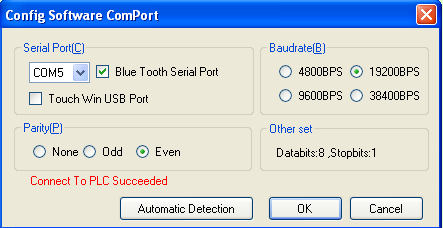 Config Software ComPort
Serial Port(C)
COM5
Blue Tooth Serial Port
Touch Win USB Port
Baudrate(B)
4800BPS
19200BPS
9600BPS
38400BPS
Parity(P)
None
Odd
Even
Other set
Databits:8 ,Stopbits:1
Connect To PLC Succeeded
Automatic Detection
OK
Cancel